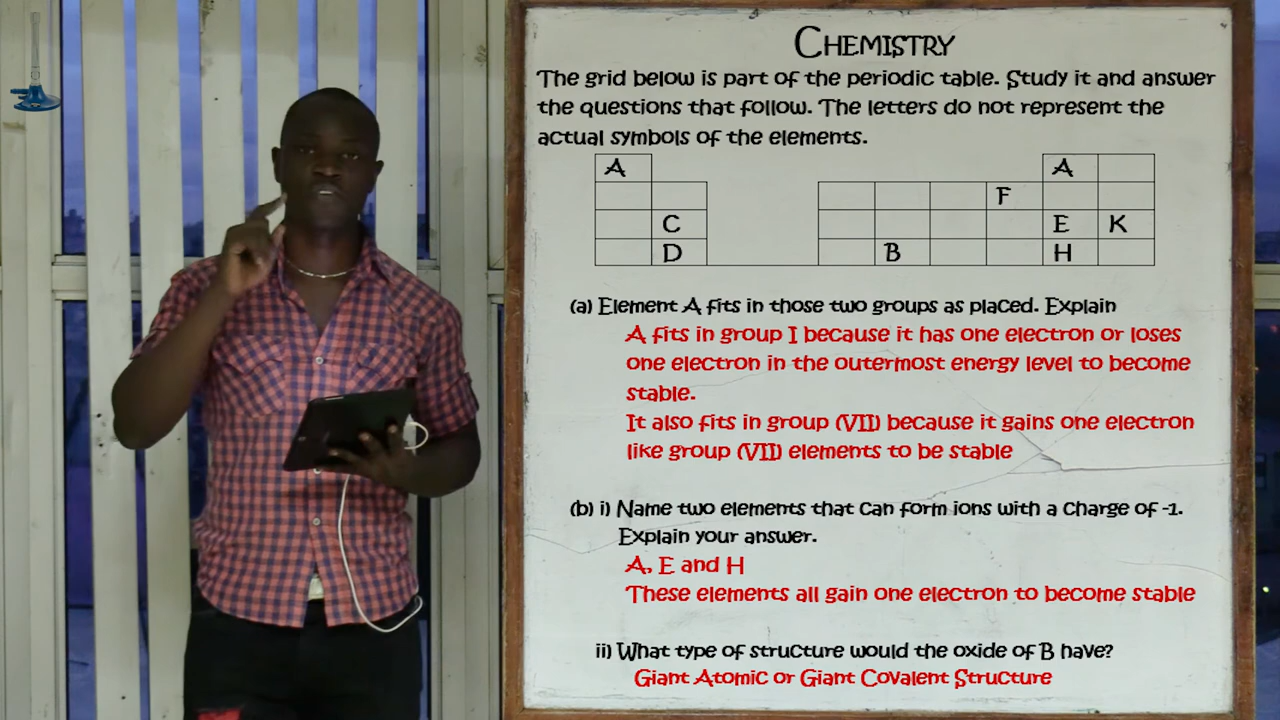 CHEMISTRY
The grid below is part of the periodic table. Study it and answer
the questions that follow. The letters do not represent the
actual symbols of the elements.
A A
F
C E K
D B H
(a) Element A fits in those two groups as placed. Explain
A fits in group I because it has one electron or loses
one electron in the outermost energy level to become
stable.
It also fits in group (VII) because it gains one electron
like group (VII) elements to be stable
(b) i) Name two elements that can form ions with a charge of -1.
Explain your answer.
A, E and H
These elements all gain one electron to become stable
ii) What type of structure would the oxide of B have?
Giant Atomic or Giant Covalent Structure